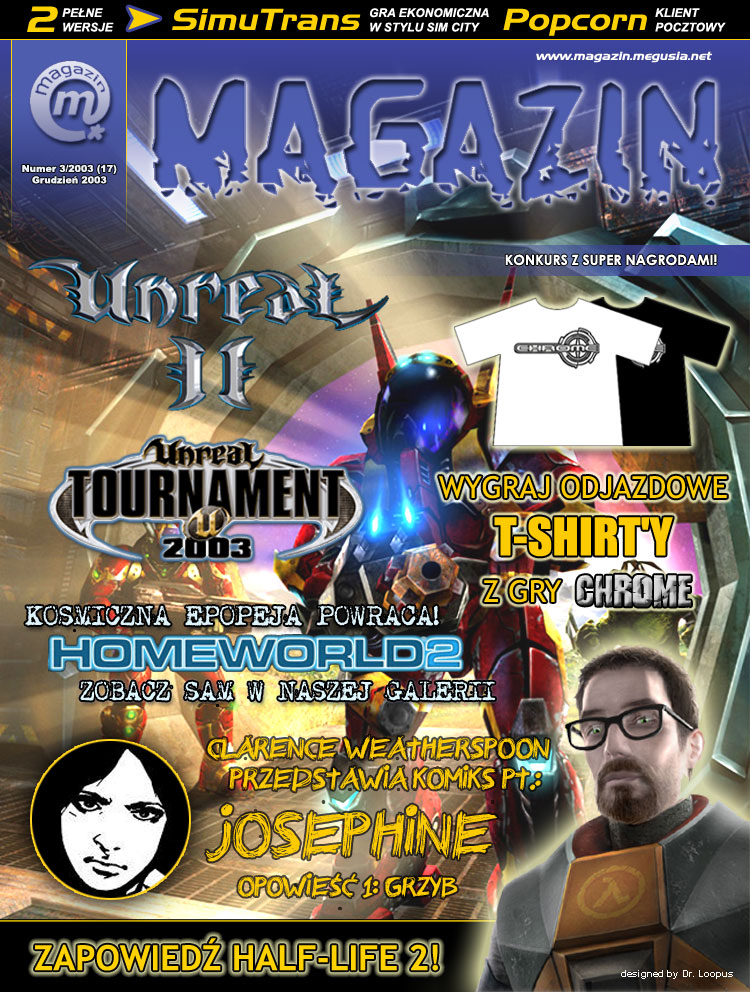 2 PEŁNE WERSJE
SimuTrans
GRA EKONOMICZNA
W STYLU SIM CITY
Popcorn
KLIENT
POCZTOWY
www.magazin.megusia.net
magazin
m
MAGAZIN
Numer 3/2003 (17)
Grudzień 2003
KONKURS Z SUPER NAGRODAMI!
Unreal
II
CHROME
Unreal
TOURNAMENT
2003
WYGRAJ ODJAZDOWE
T-SHIRT'Y
Z GRY CHROME
KOSMICZNA EPOPEJA POWRACA!
HOMEWORLD2
ZOBACZ SAM W NASZEJ GALERII
CLARENCE WEATHERSPOON
PRZEDSTAWIA KOMIKS PT.:
JOSEPHINE
OPOWIEŚĆ 1: GRZYB
λ
ZAPOWIEDŹ HALF-LIFE 2!
designed by Dr. Loopus